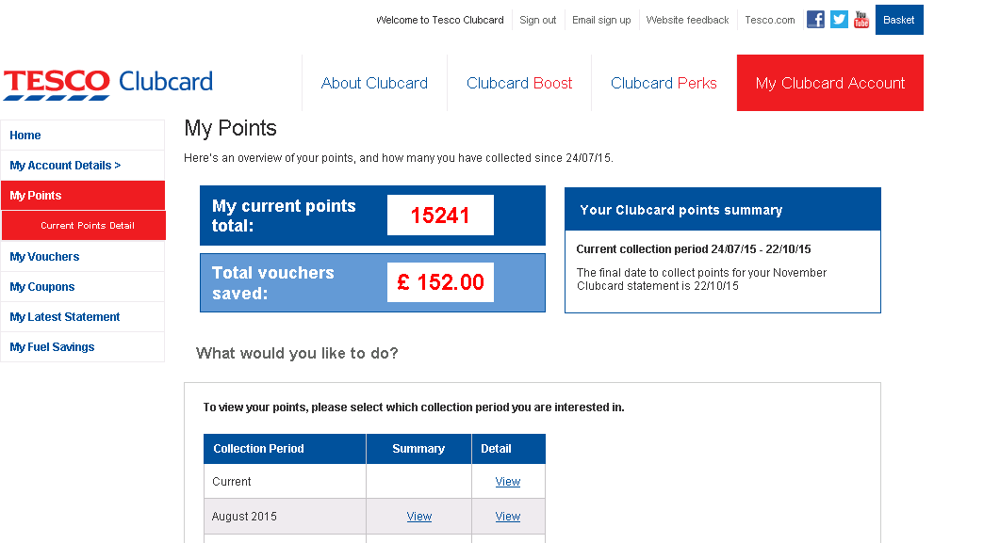 Welcome to Tesco Clubcard Sign out Email sign up Website feedback Tesco.com f You Tube Basket
TESCO Clubcard About Clubcard Clubcard Boost Clubcard Perks My Clubcard Account
Home
My Account Details >
My Points
Current Points Detail
My Vouchers
My Coupons
My Latest Statement
My Fuel Savings
My Points
Here's an overview of your points, and how many you have collected since 24/07/15.
My current points
total:
15241
Total vouchers
saved:
£ 152.00
Your Clubcard points summary
Current collection period 24/07/15 - 22/10/15
The final date to collect points for your November
Clubcard statement is 22/10/15
What would you like to do?
To view your points, please select which collection period you are interested in.
Collection Period Summary Detail
Current View
August 2015 View View